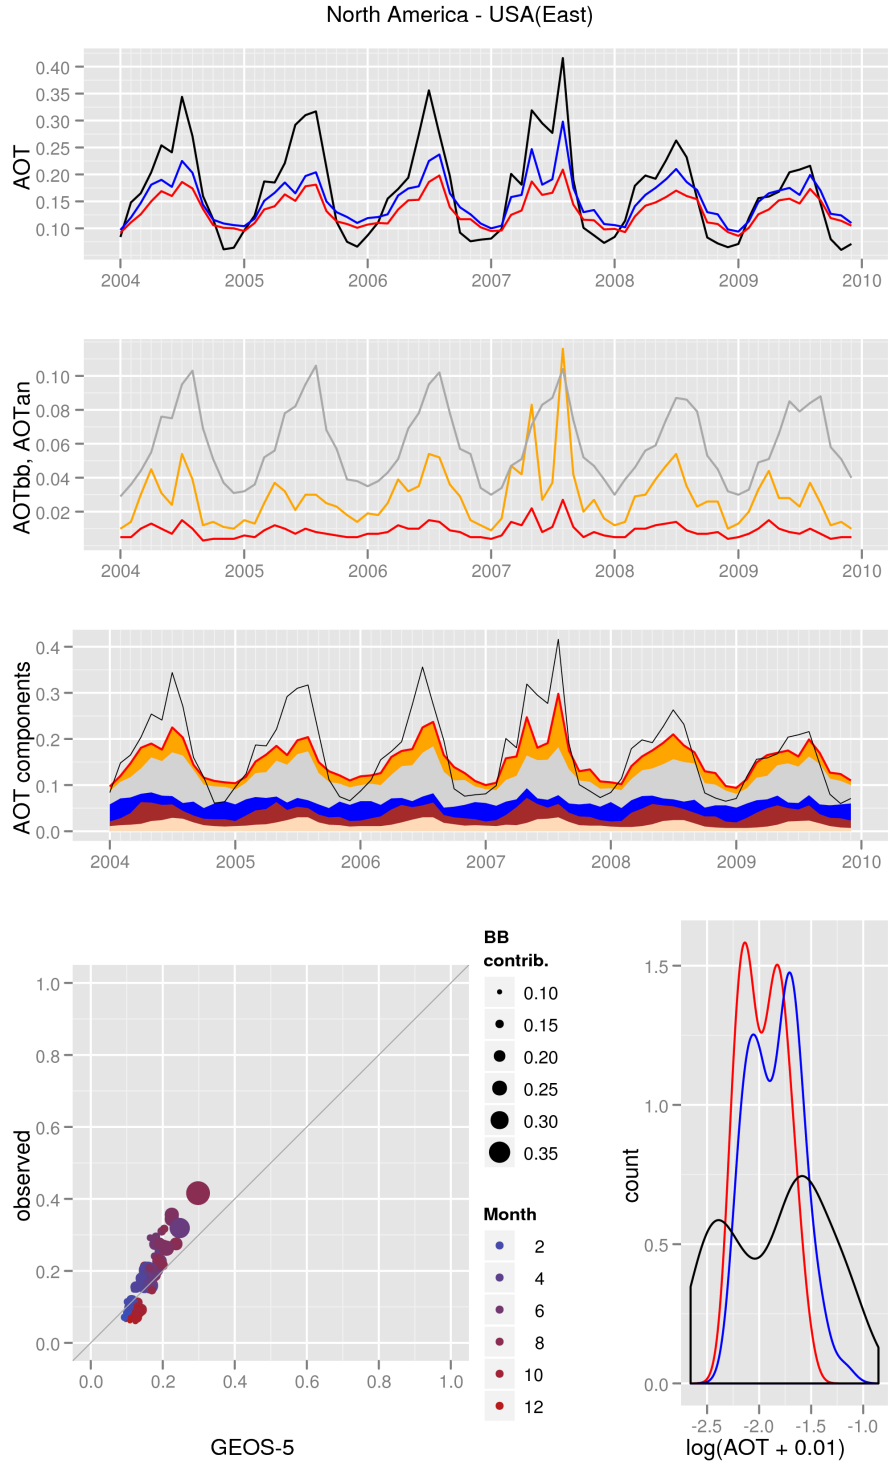 North America - USA(East)
AOT
0.40
0.35
0.30
0.25
0.20
0.15
0.10
2004 2005 2006 2007 2008 2009 2010
AOTbb, AOTan
0.10
0.08
0.06
0.04
0.02
2004 2005 2006 2007 2008 2009 2010
AOT components
0.4
0.3
0.2
0.1
0.0
2004 2005 2006 2007 2008 2009 2010
observed
1.0
0.8
0.6
0.4
0.2
0.0
0.0 0.2 0.4 0.6 0.8 1.0
GEOS-5
BB
contrib.
0.10
0.15
0.20
0.25
0.30
0.35
Month
2
4
6
8
10
12
count
1.5
1.0
0.5
0.0
-2.5 -2.0 -1.5 -1.0
log(AOT + 0.01)